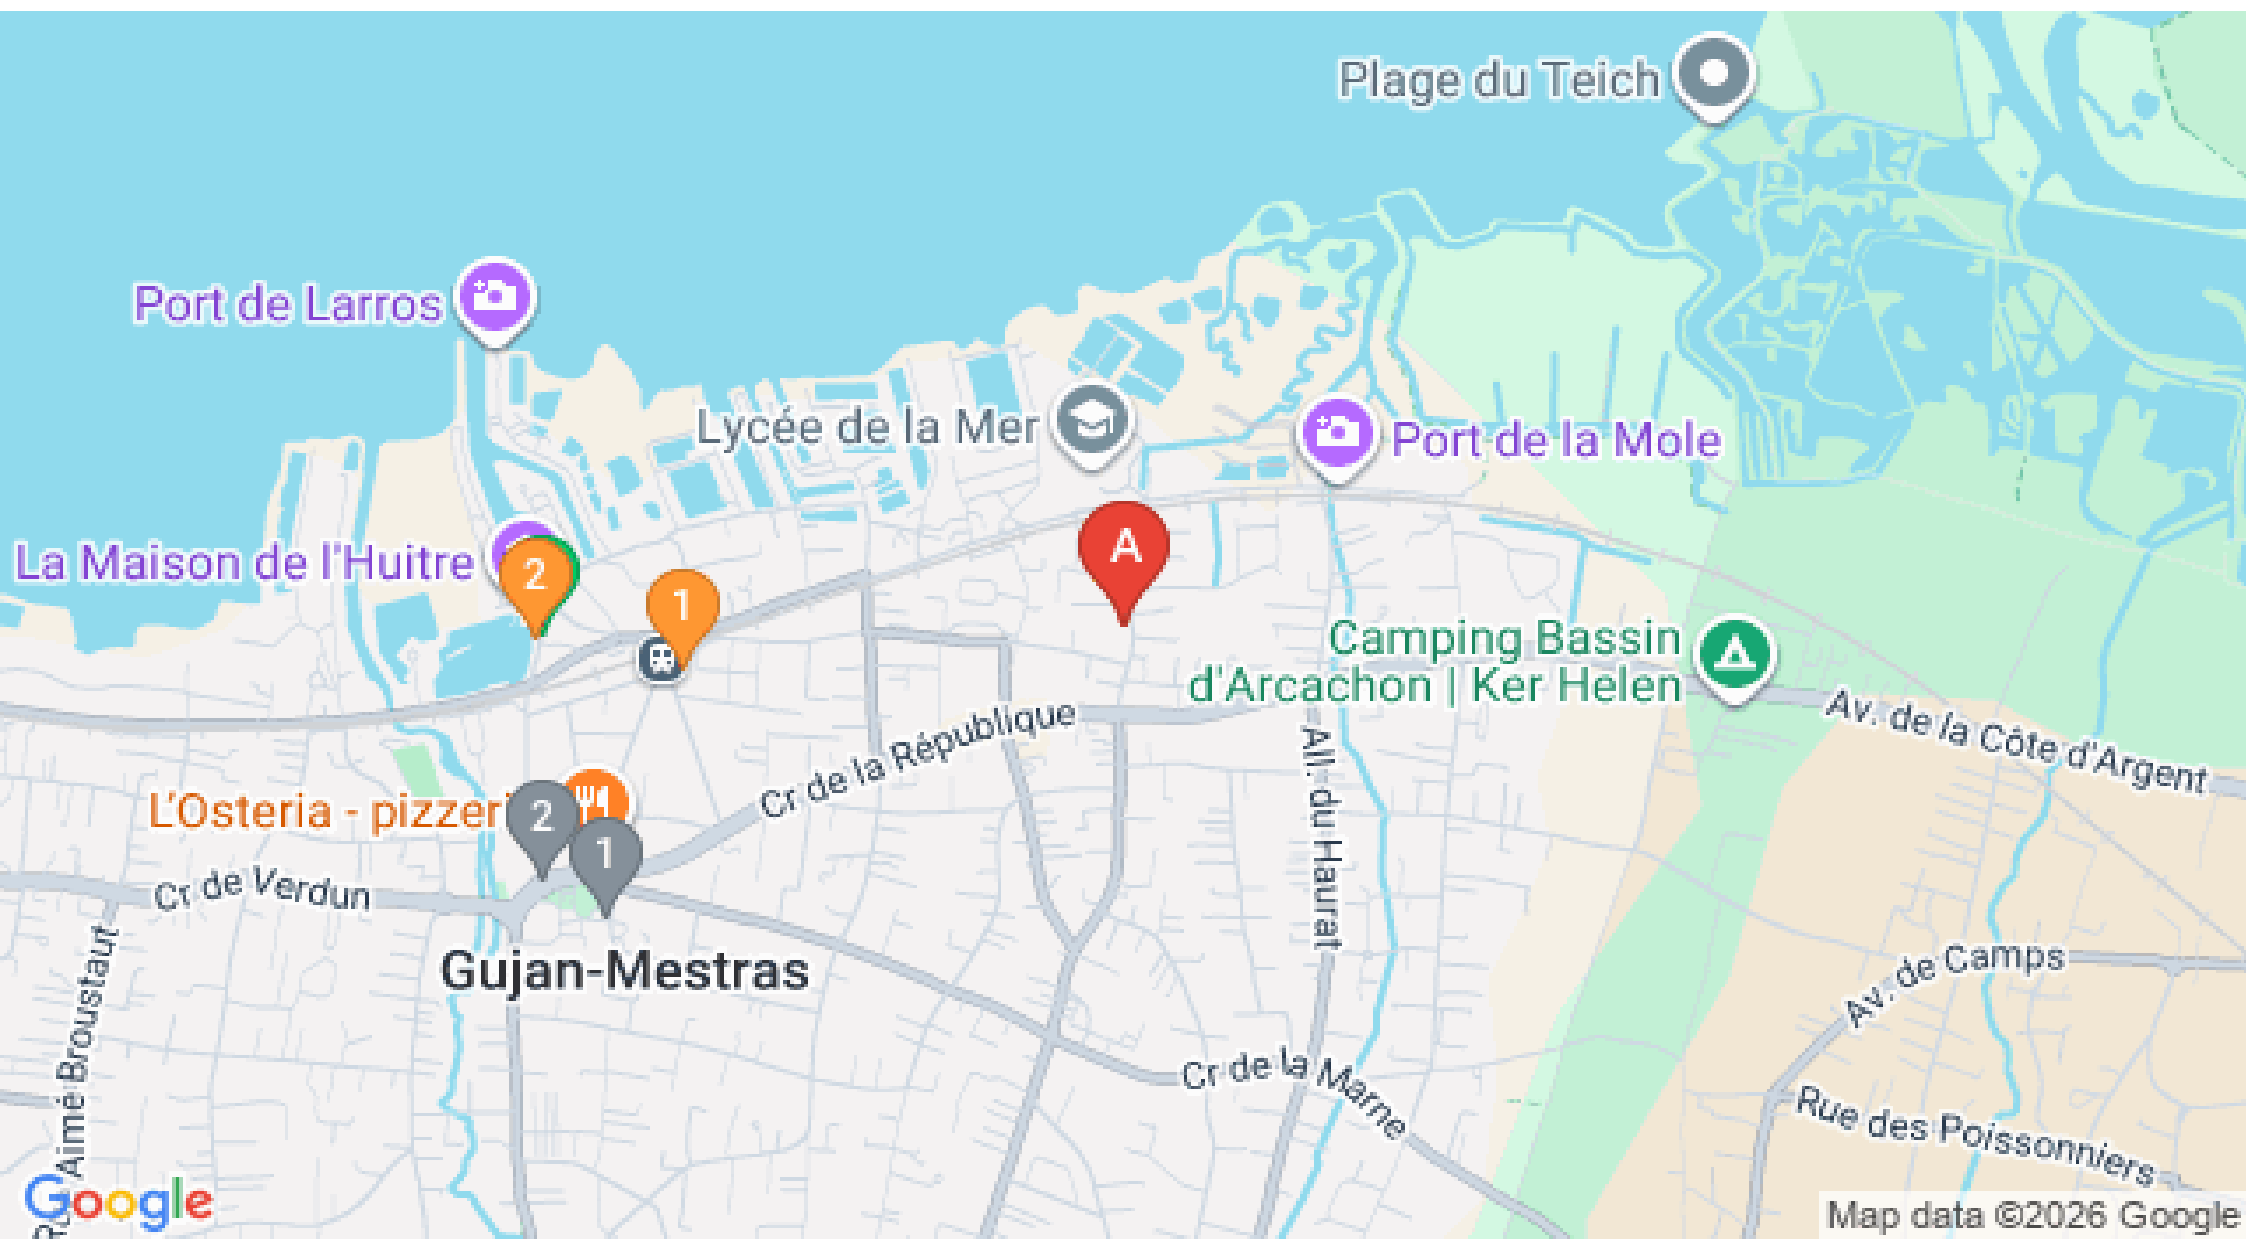 Plage du Teich
Port de Larros
Lycée de la Mer
Port de la Mole
A
La Maison de l'Huitre
2
1
Camping Bassin
d'Arcachon | Ker Helen
Av. de la Côte d'Argent
Cr de la République
All. du Haurat
L'Osteria - pizzeri
2
1
Cr de Verdun
Gujan-Mestras
Aimé Broustaut
Av. de Camps
Cr de la Marne
Rue des Poissonniers
Google
Map data ©2026 Google